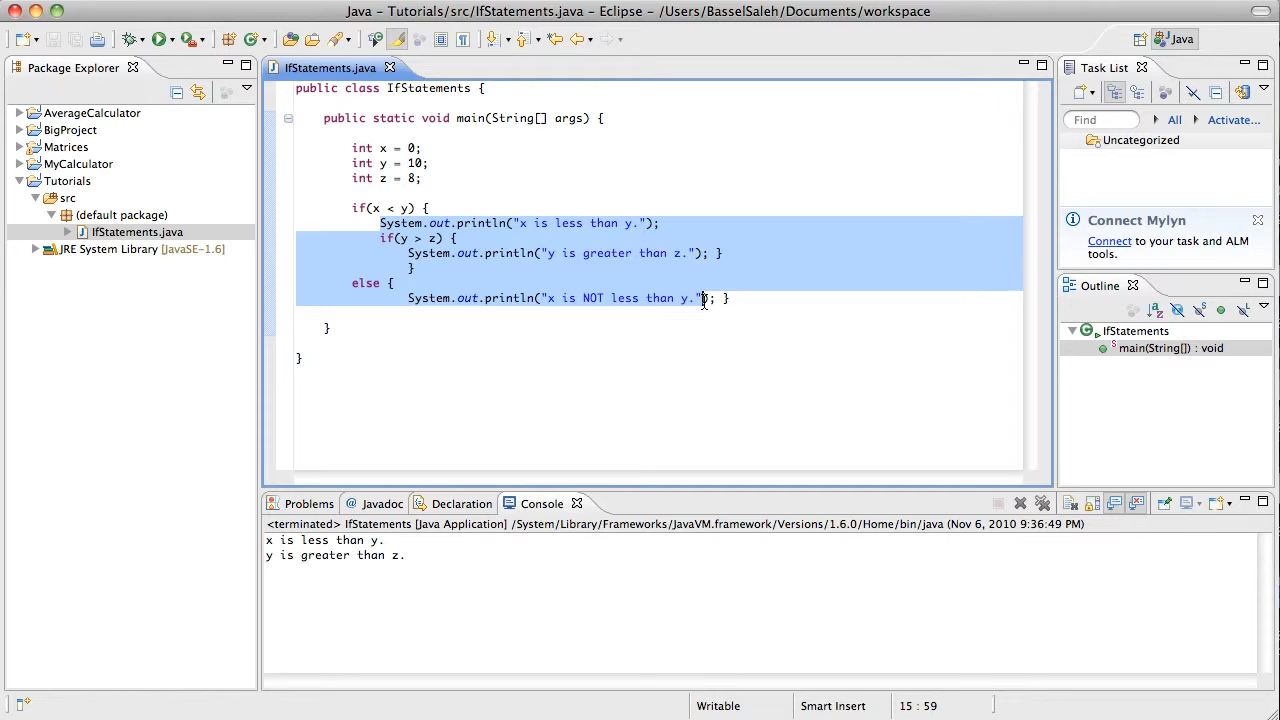 Java - Tutorials/src/IfStatements.java - Eclipse - /Users/BasselSaleh/Documents/workspace
Java
Package Explorer
AverageCalculator
BigProject
Matrices
MyCalculator
Tutorials
src
(default package)
IfStatements.java
JRE System Library [JavaSE-1.6]
IfStatements.java
public class IfStatements {
public static void main(String[] args) {
int x = 0;
int y = 10;
int z = 8;
if(x < y) {
System.out.println("x is less than y.");
if(y > z) {
System.out.println("y is greater than z."); }
}
else {
System.out.println("x is NOT less than y."); }
}
}
Task List
Find
All
Activate...
Uncategorized
Connect Mylyn
Connect to your task and ALM
tools.
Outline
IfStatements
main(String[]) : void
Problems
@ Javadoc
Declaration
Console
<terminated> IfStatements [Java Application] /System/Library/Frameworks/JavaVM.framework/Versions/1.6.0/Home/bin/java (Nov 6, 2010 9:36:49 PM)
x is less than y.
y is greater than z.
Writable
Smart Insert
15 : 59